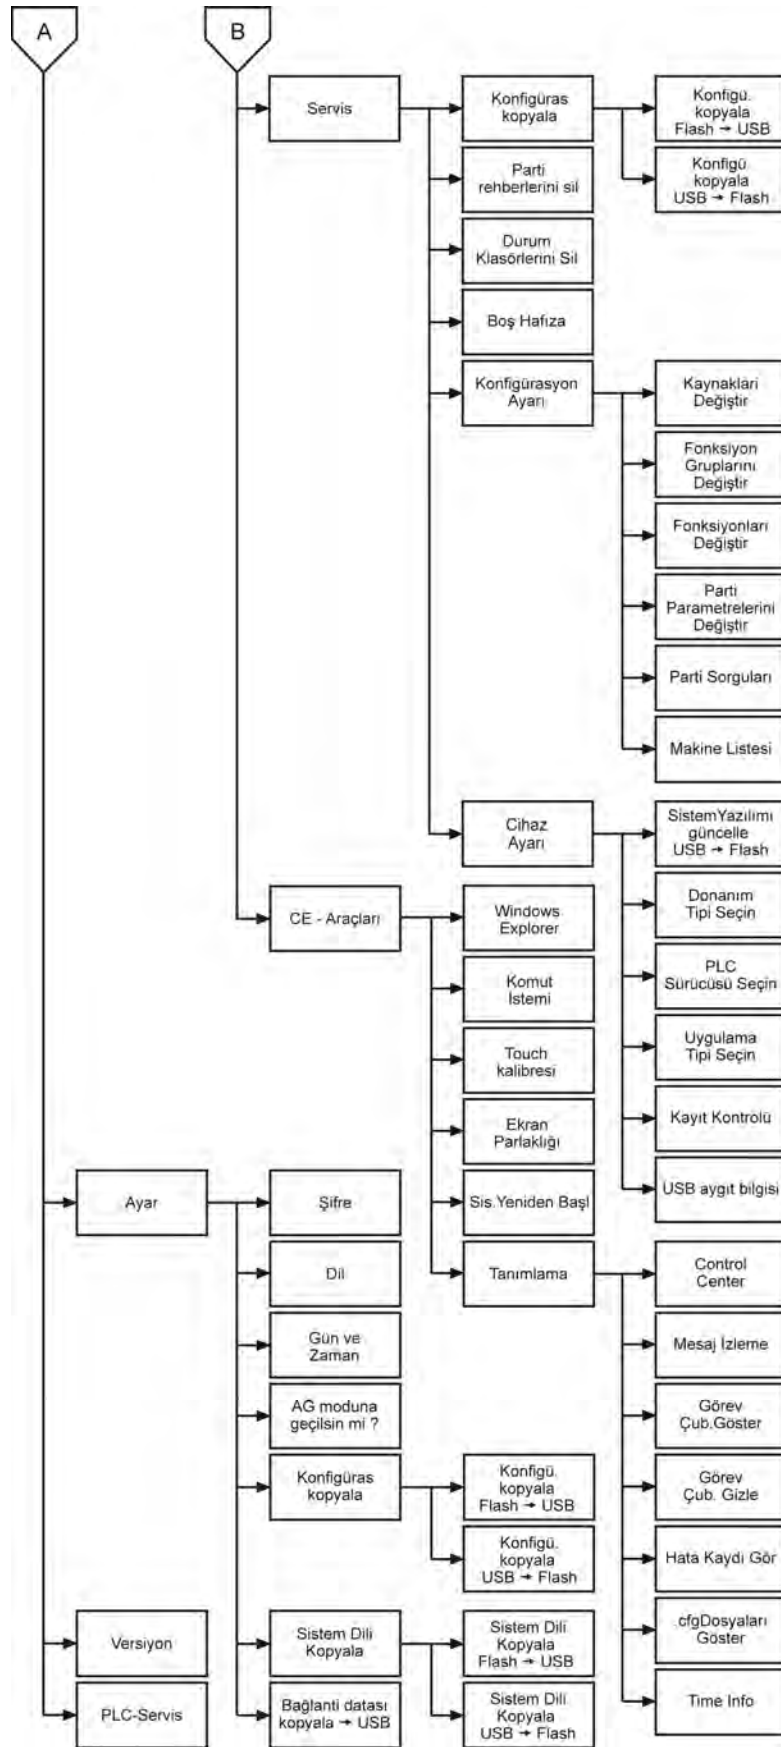 A
B
Servis
Konfigüras
kopyala
Konfigü.
kopyala
Flash → USB
Konfigü.
kopyala
USB → Flash
Parti
rehberlerini sil
Durum
Klasörlerini Sil
Boş Hafıza
Konfigürasyon
Ayarı
Kaynaklari
Değiştir
Fonksiyon
Gruplarını
Değiştir
Fonksiyonları
Değiştir
Parti
Parametrelerini
Değiştir
Parti Sorguları
Makine Listesi
Cihaz
Ayarı
SistemYazılımı
güncelle
USB → Flash
Donanım
Tipi Seçin
PLC
Sürücüsü Seçin
Uygulama
Tipi Seçin
Kayıt Kontrolü
USB aygıt bilgisi
CE - Araçları
Windows
Explorer
Komut
İstemi
Touch
kalibresi
Ekran
Parlaklığı
Sis.Yeniden Başl
Tanımlama
Control
Center
Mesaj İzleme
Görev
Çub.Göster
Görev
Çub. Gizle
Hata Kaydı Gör
.cfgDosyaları
Göster
Time Info
Ayar
Şifre
Dil
Gün ve
Zaman
AG moduna
geçilsin mi ?
Konfigüras
kopyala
Konfigü.
kopyala
Flash → USB
Konfigü.
kopyala
USB → Flash
Versiyon
Sistem Dili
Kopyala
Sistem Dili
Kopyala
Flash → USB
PLC-Servis
Bağlanti datası
kopyala → USB
Sistem Dili
Kopyala
USB → Flash